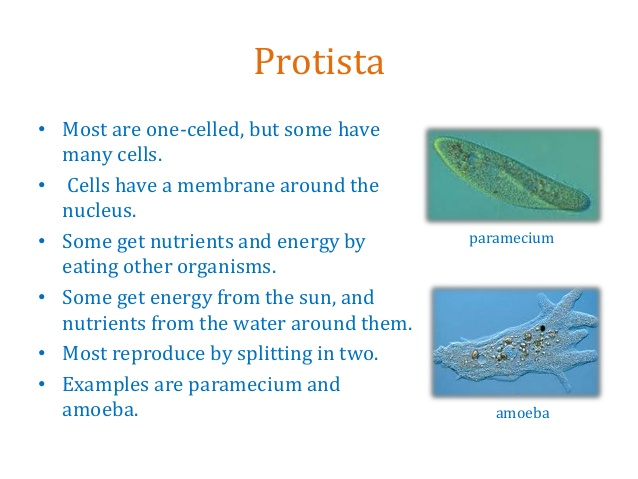 Protista
• Most are one-celled, but some have
many cells.
• Cells have a membrane around the
nucleus.
• Some get nutrients and energy by
eating other organisms.
• Some get energy from the sun, and
nutrients from the water around them.
• Most reproduce by splitting in two.
• Examples are paramecium and
amoeba.
paramecium
amoeba